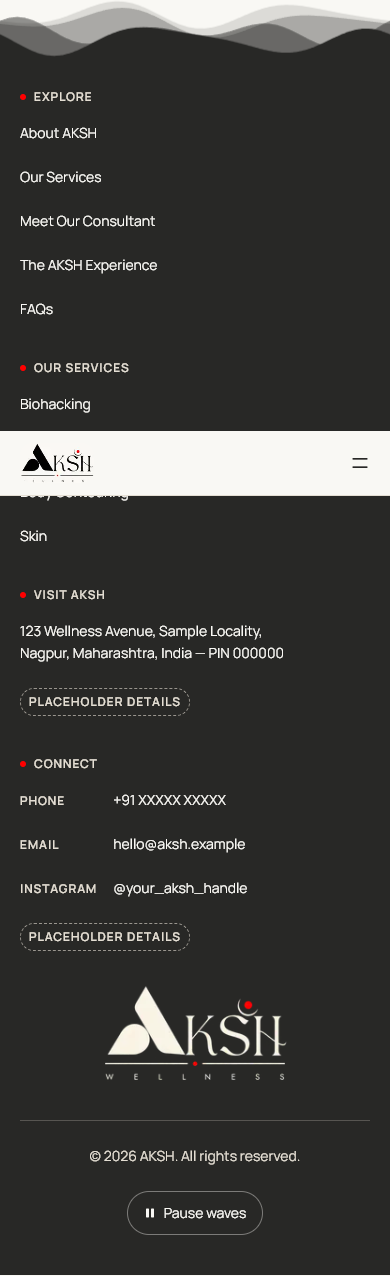 EXPLORE
About AKSH
Our Services
Meet Our Consultant
The AKSH Experience
FAQs
OUR SERVICES
Biohacking
AKSH
Body Contouring
Skin
VISIT AKSH
123 Wellness Avenue, Sample Locality,
Nagpur, Maharashtra, India — PIN 000000
PLACEHOLDER DETAILS
CONNECT
PHONE +91 XXXXX XXXXX
EMAIL hello@aksh.example
INSTAGRAM @your_aksh_handle
PLACEHOLDER DETAILS
AKSH
WELLNESS
© 2026 AKSH. All rights reserved.
Pause waves